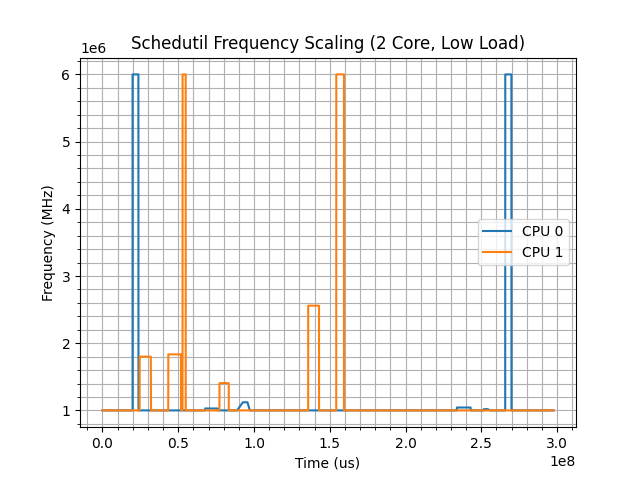 Schedutil Frequency Scaling (2 Core, Low Load)
1e6
6
5
4
3
2
1
Frequency (MHz)
CPU 0
CPU 1
0.0 0.5 1.0 1.5 2.0 2.5 3.0
1e8
Time (us)